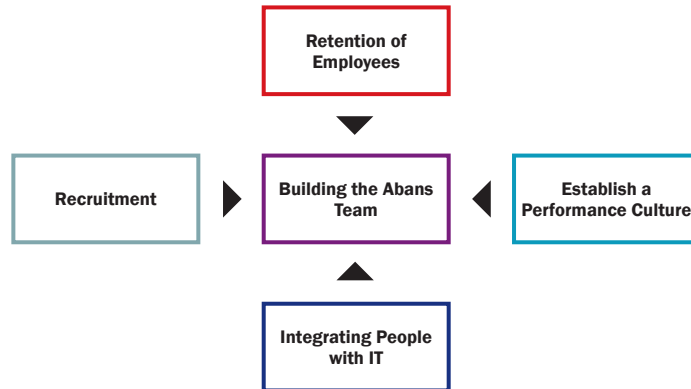 Retention of
Employees
Recruitment
Building the Abans
Team
Establish a
Performance Culture
Integrating People
with IT